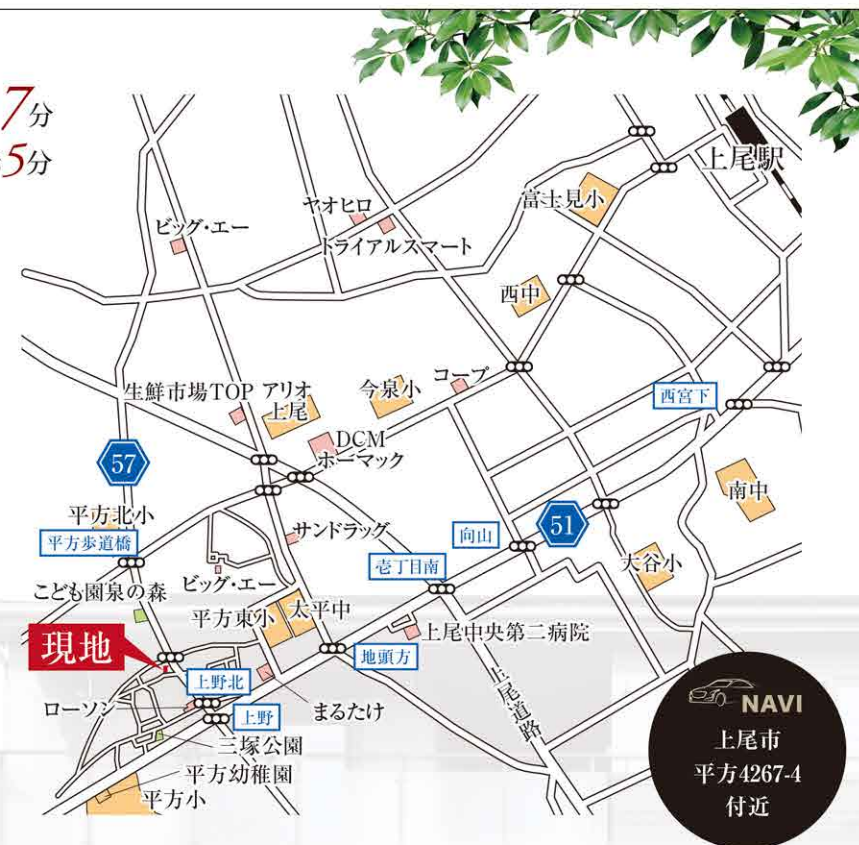 7分
5分
上尾駅
富士見小
ヤオヒロ
トライアルスマート
ビッグ・エー
西中
生鮮市場TOP
アリオ
上尾
今泉小
コープ
西宮下
DCM
ホーマック
57
南中
平方北小
平方歩道橋
サンドラッグ
向山
51
壱丁目南
大谷小
こども園泉の森
ビッグ・エー
平方東小
太平中
上尾中央第二病院
現地
地頭方
上野北
ローソン
上野
まるたけ
上尾道路
三塚公園
平方幼稚園
平方小
NAVI
上尾市
平方4267-4
付近